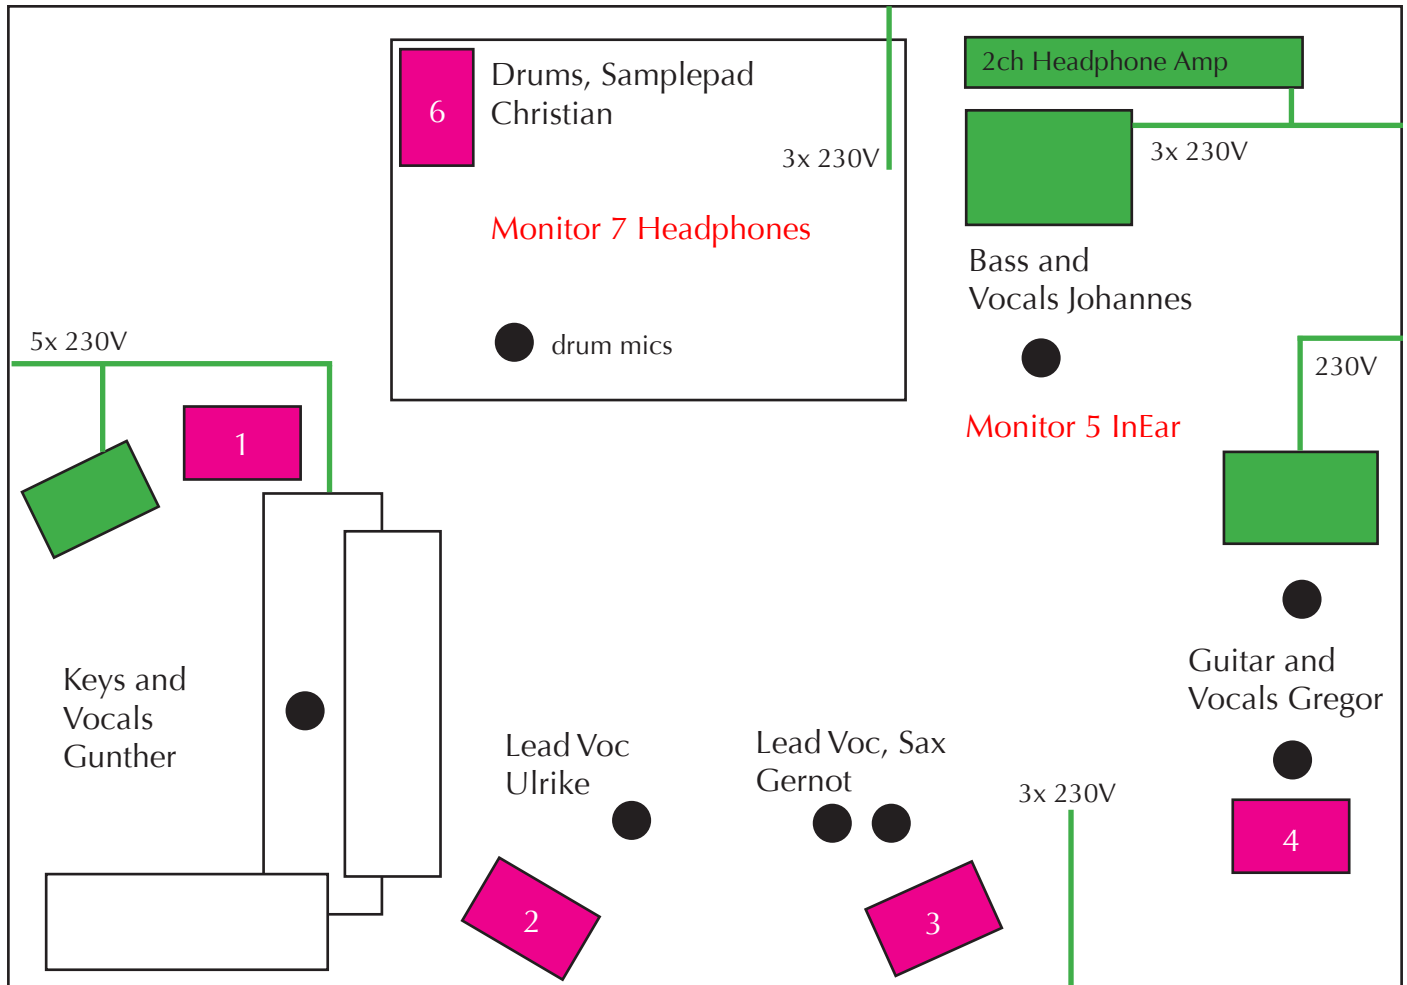 2ch Headphone Amp
6
Drums, Samplepad
Christian
3x 230V
3x 230V
Monitor 7 Headphones
Bass and
Vocals Johannes
drum mics
5x 230V
230V
Monitor 5 InEar
1
Keys and
Vocals
Gunther
Guitar and
Vocals Gregor
Lead Voc
Ulrike
Lead Voc, Sax
Gernot
3x 230V
4
2
3